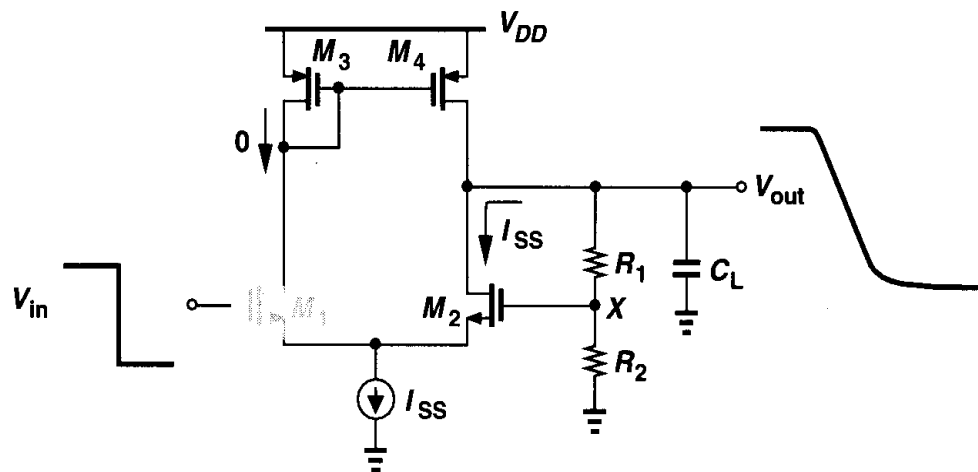 V_DD
M_3
M_4
0
V_out
I_SS
R_1
C_L
V_in
M_1
M_2
X
R_2
I_SS